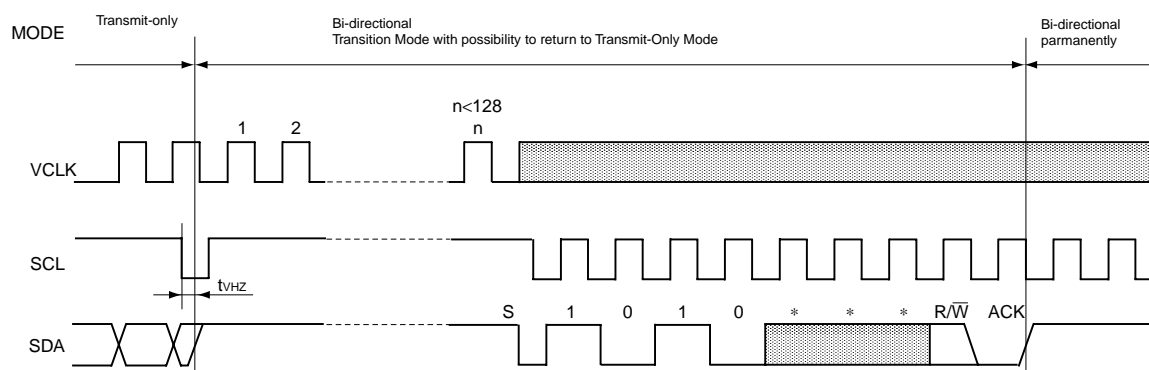 Transmit-only
Bi-directional
Transition Mode with possibility to return to Transmit-Only Mode
Bi-directional
parmanently
MODE
n<128
1 2 n
VCLK
SCL
tVHZ
S 1 0 1 0 * * * R/W̅ ACK
SDA